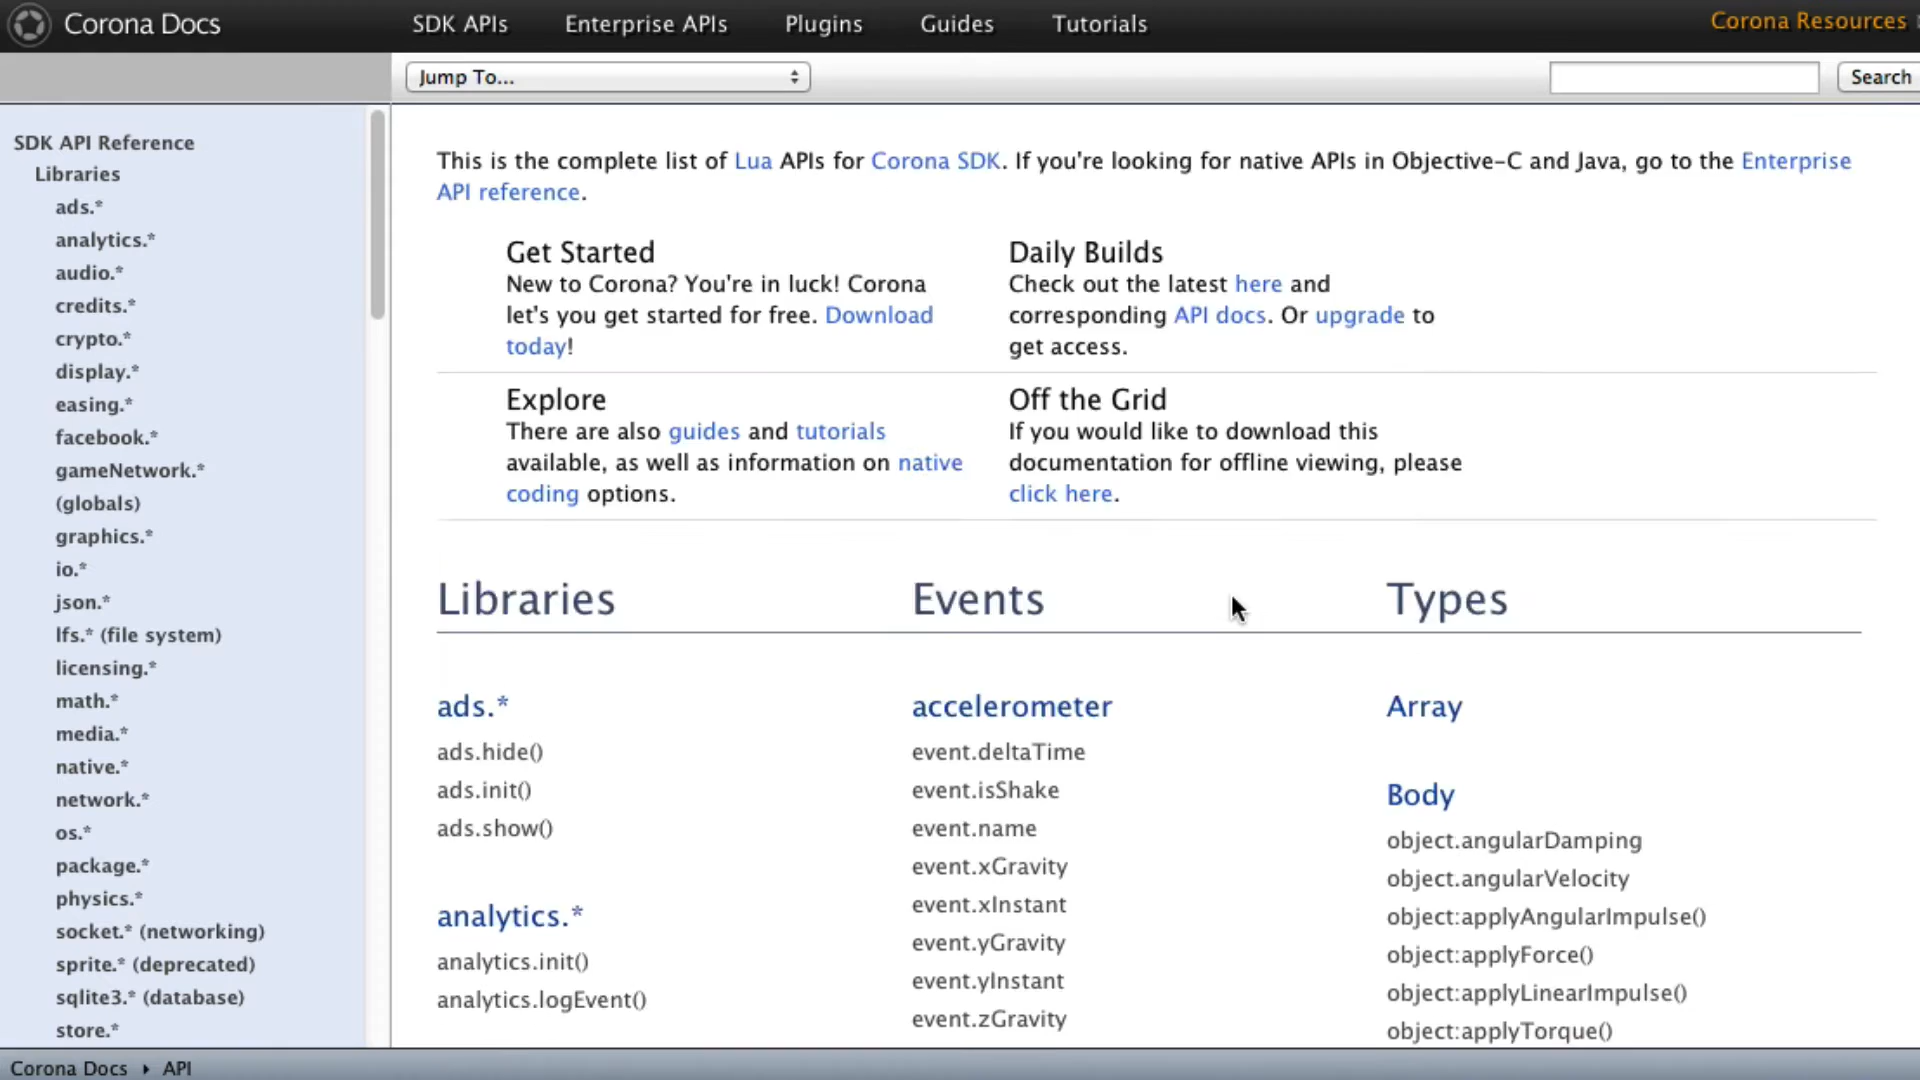 Corona Docs
SDK APIs
Enterprise APIs
Plugins
Guides
Tutorials
Corona Resources
Jump To...
Search
SDK API Reference
Libraries
ads.*
analytics.*
audio.*
credits.*
crypto.*
display.*
easing.*
facebook.*
gameNetwork.*
(globals)
graphics.*
io.*
json.*
lfs.* (file system)
licensing.*
math.*
media.*
native.*
network.*
os.*
package.*
physics.*
socket.* (networking)
sprite.* (deprecated)
sqlite3.* (database)
store.*
This is the complete list of Lua APIs for Corona SDK. If you're looking for native APIs in Objective-C and Java, go to the Enterprise
API reference.
Get Started
New to Corona? You're in luck! Corona
let's you get started for free. Download
today!
Daily Builds
Check out the latest here and
corresponding API docs. Or upgrade to
get access.
Explore
There are also guides and tutorials
available, as well as information on native
coding options.
Off the Grid
If you would like to download this
documentation for offline viewing, please
click here.
Libraries
ads.*
ads.hide()
ads.init()
ads.show()
analytics.*
analytics.init()
analytics.logEvent()
Events
accelerometer
event.deltaTime
event.isShake
event.name
event.xGravity
event.xInstant
event.yGravity
event.yInstant
event.zGravity
Types
Array
Body
object.angularDamping
object.angularVelocity
object:applyAngularImpulse()
object:applyForce()
object:applyLinearImpulse()
object:applyTorque()
Corona Docs ▸ API